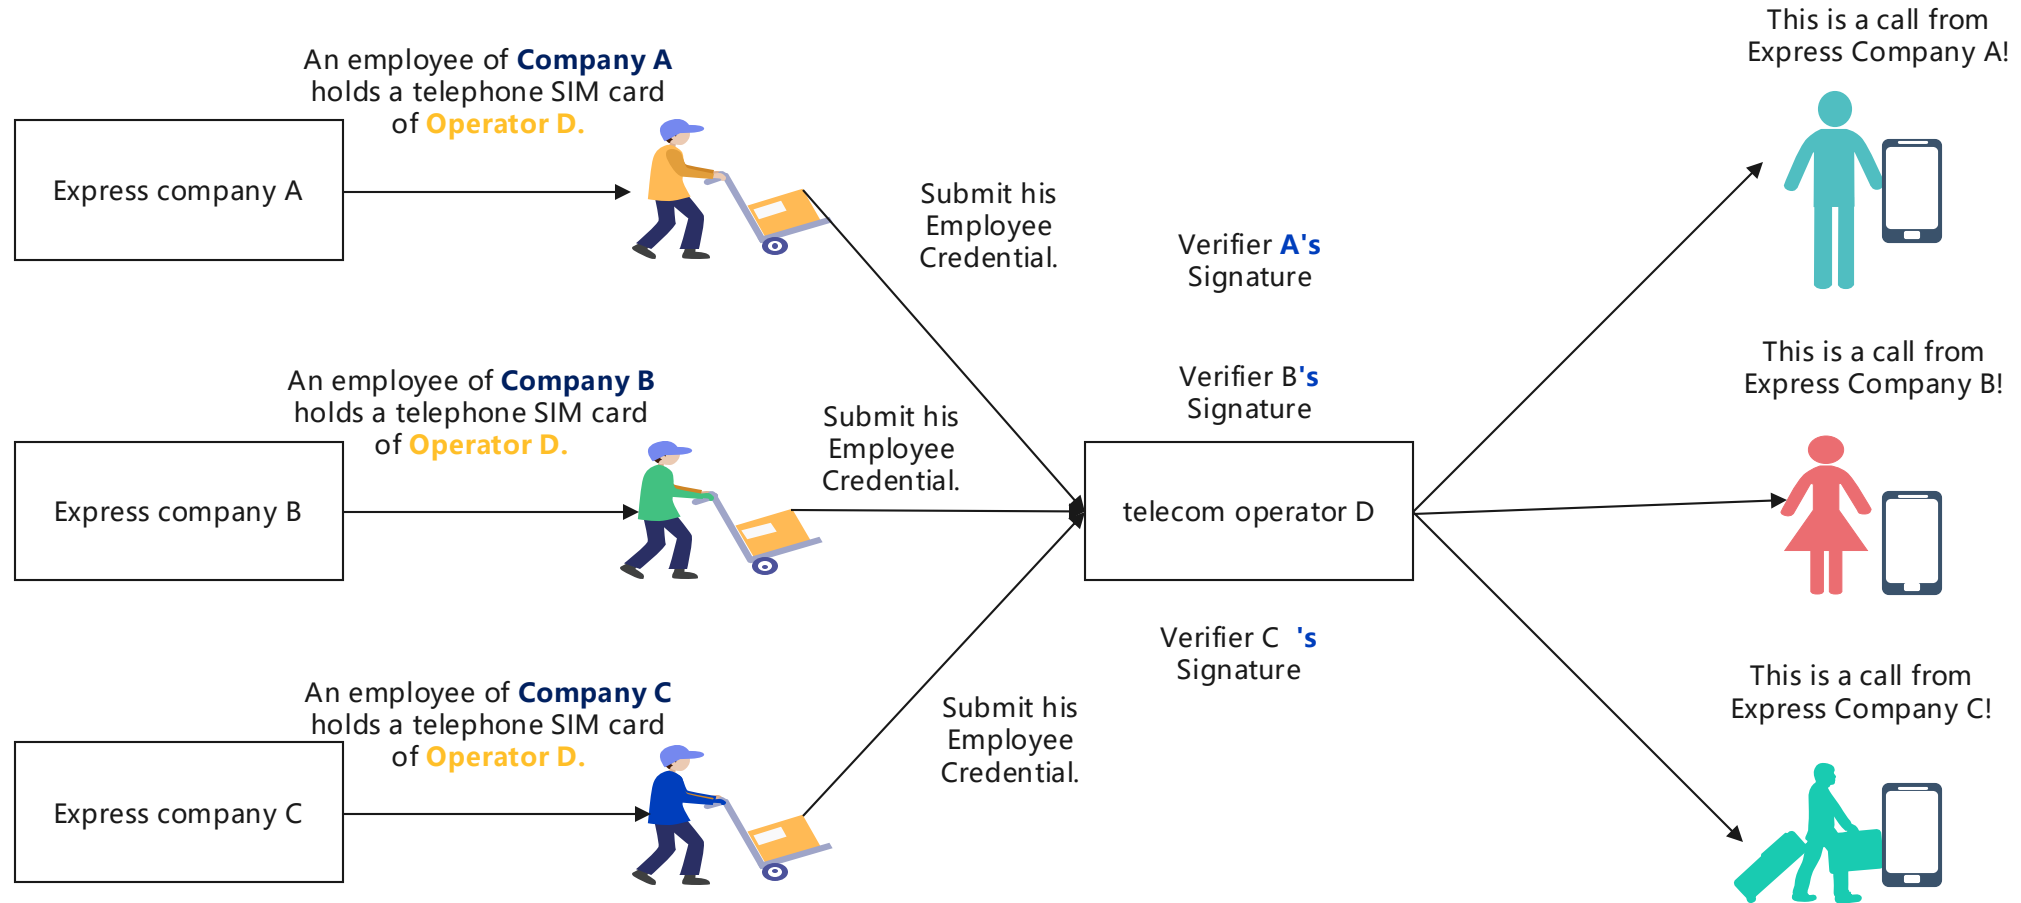 This is a call from
Express Company A!
An employee of Company A
holds a telephone SIM card
of Operator D.
Express company A
Submit his
Employee
Credential.
Verifier A's
Signature
This is a call from
Express Company B!
An employee of Company B
holds a telephone SIM card
of Operator D.
Verifier B's
Signature
Submit his
Employee
Credential.
Express company B
telecom operator D
Verifier C 's
Signature
This is a call from
Express Company C!
An employee of Company C
holds a telephone SIM card
of Operator D.
Submit his
Employee
Credential.
Express company C